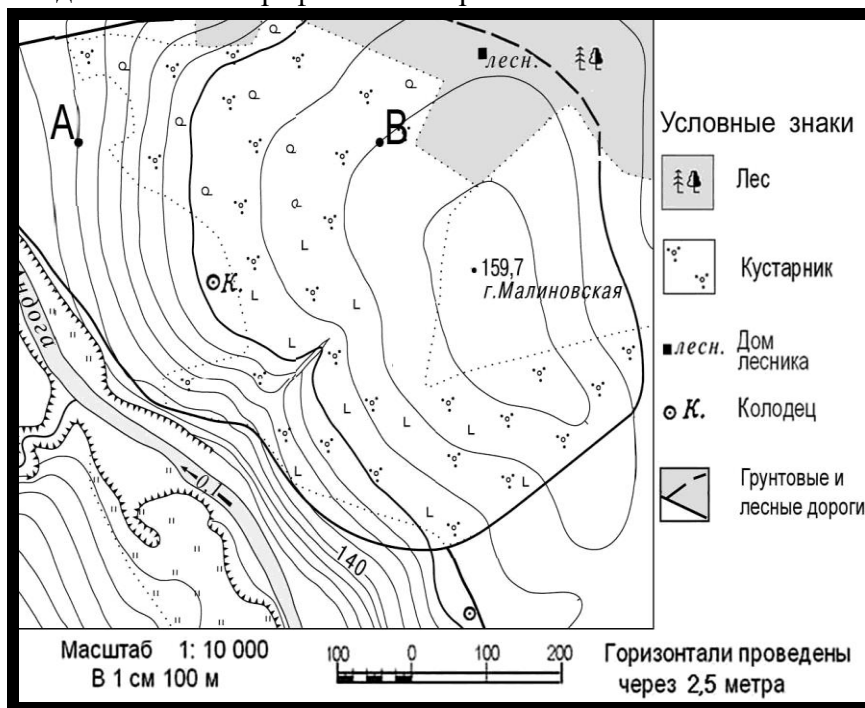 лесн.
А
В
Условные знаки
Лес
К.
159,7
г.Малиновская
Кустарник
лесн. Дом
лесника
К. Колодец
0,1
Грунтовые и
лесные дороги
140
Масштаб 1: 10 000
В 1 см 100 м
100 0 100 200
Горизонтали проведены
через 2,5 метра